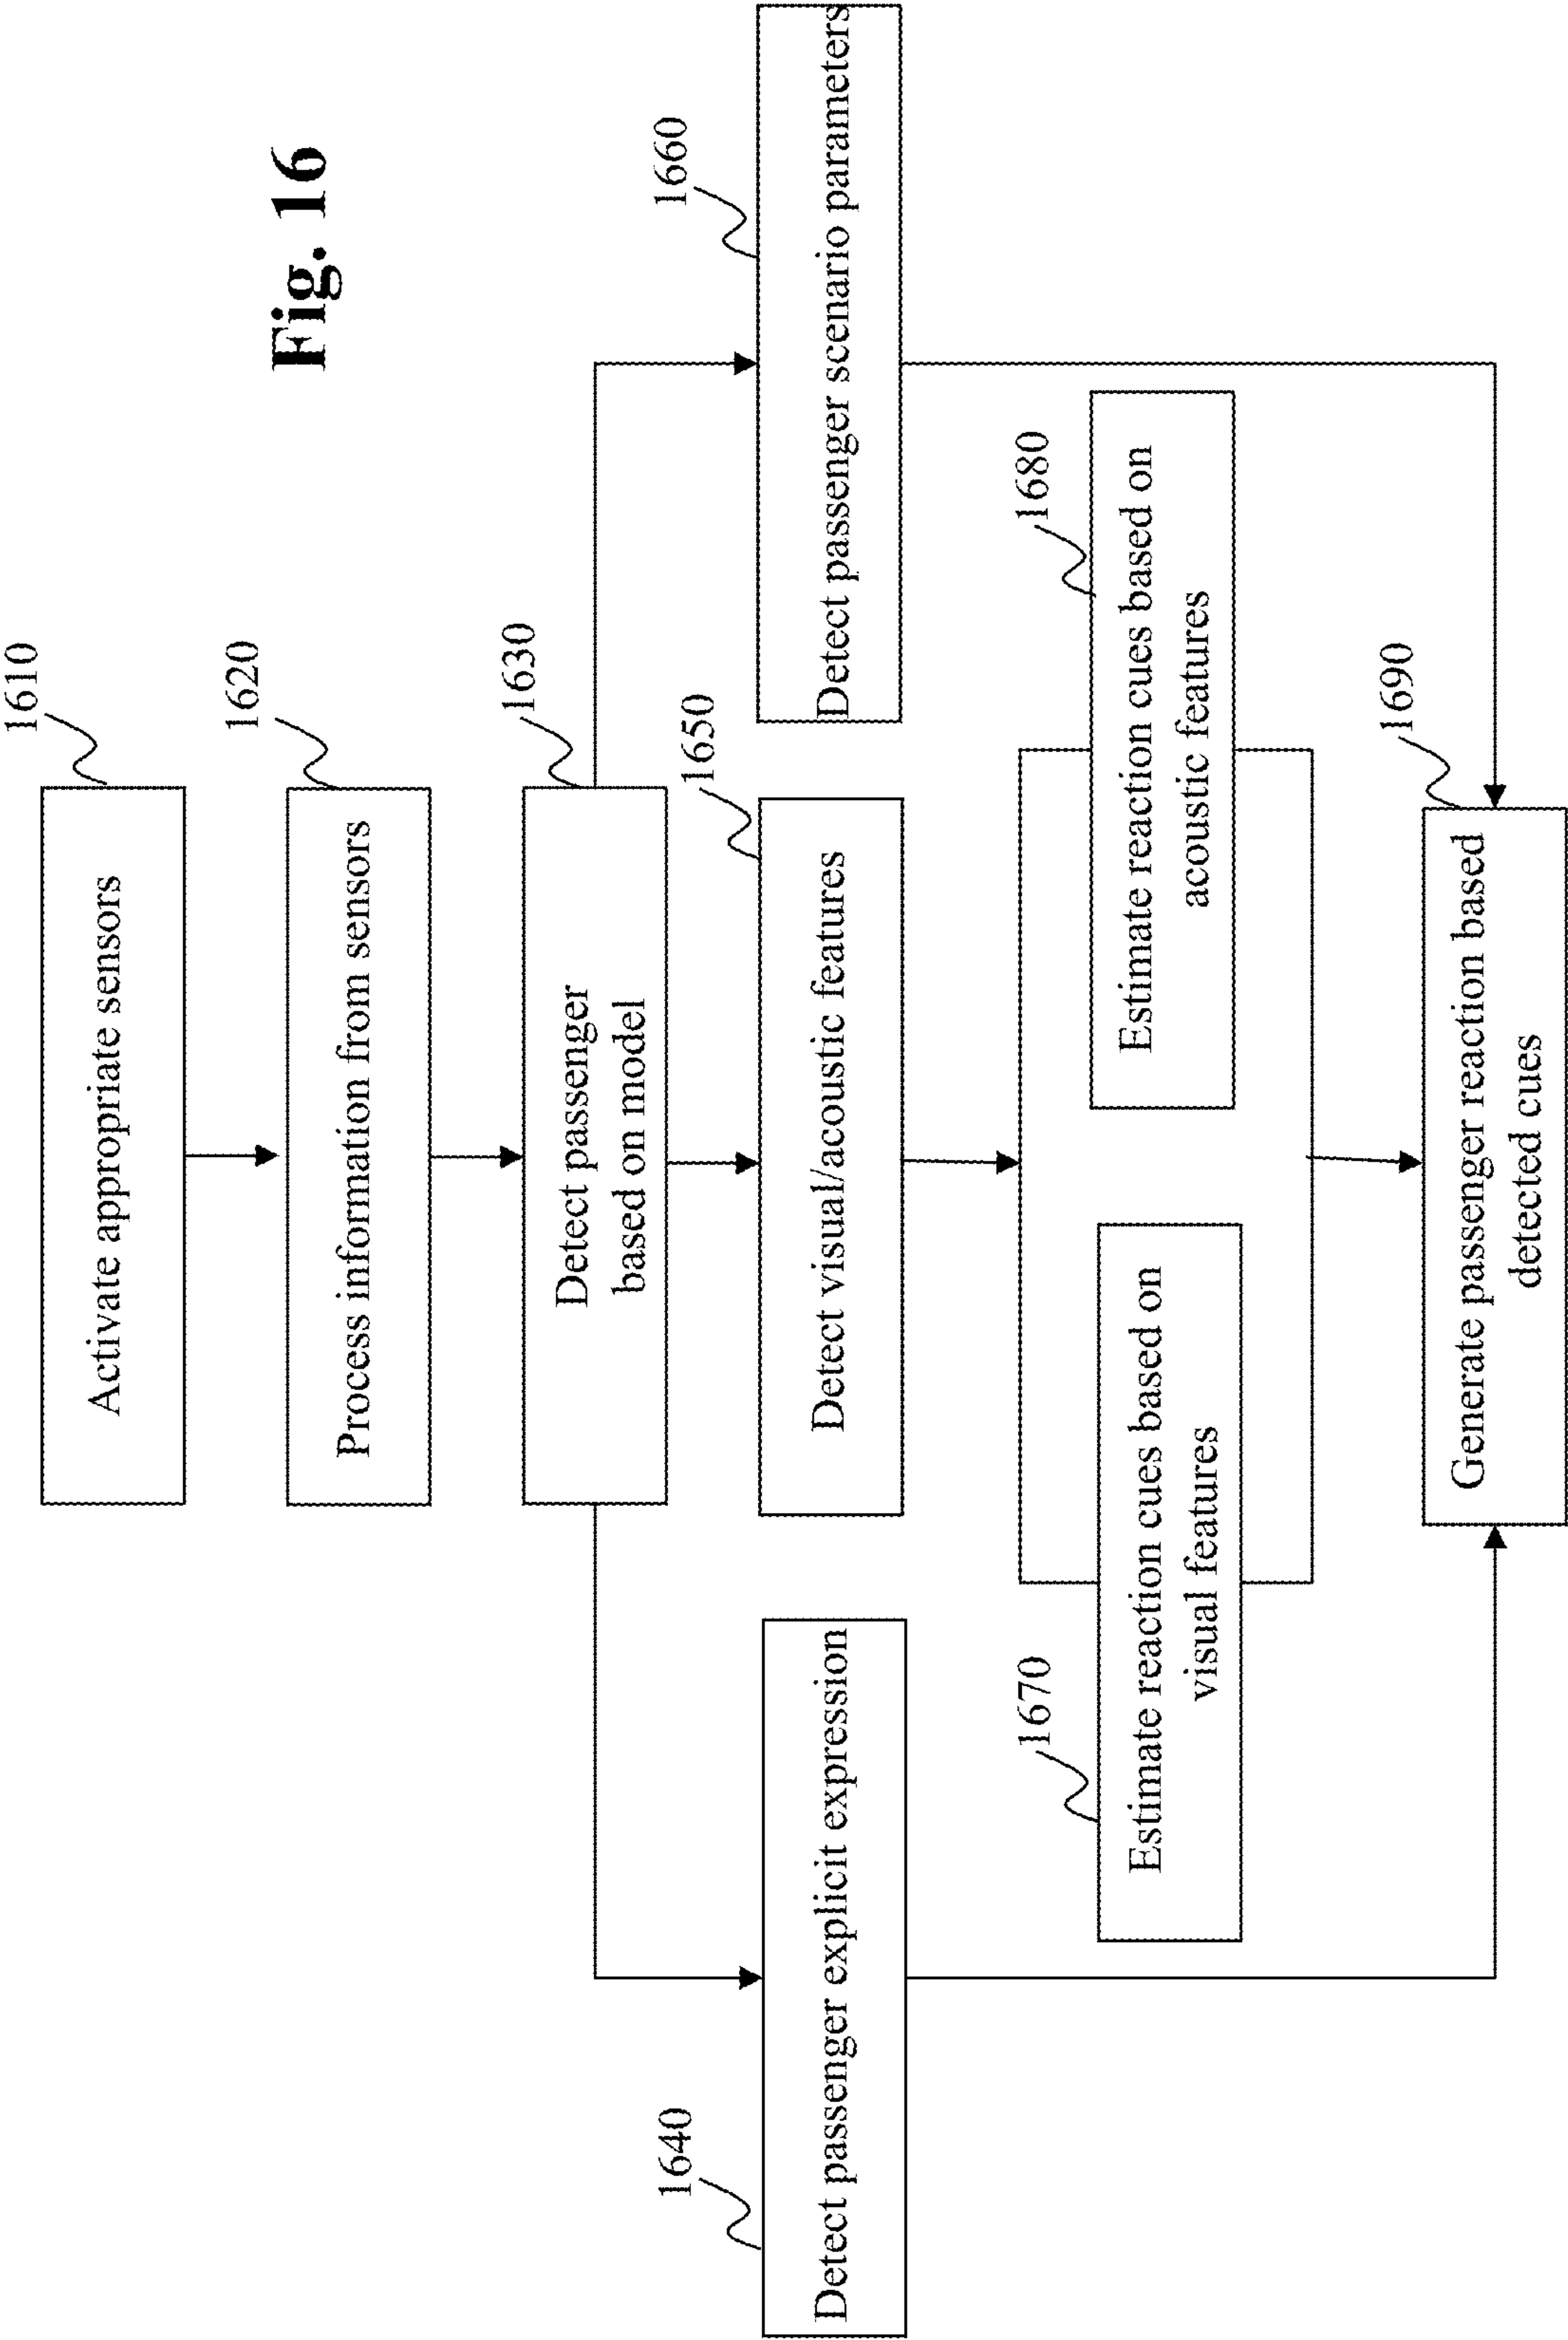 1610
Activate appropriate sensors
1620
Process information from sensors
1630
Detect passenger
based on model
1640
Detect passenger explicit expression
1650
Detect visual/acoustic features
1660
Detect passenger scenario parameters
1670
Estimate reaction cues based on
visual features
1680
Estimate reaction cues based on
acoustic features
1690
Generate passenger reaction based
detected cues
Fig. 16